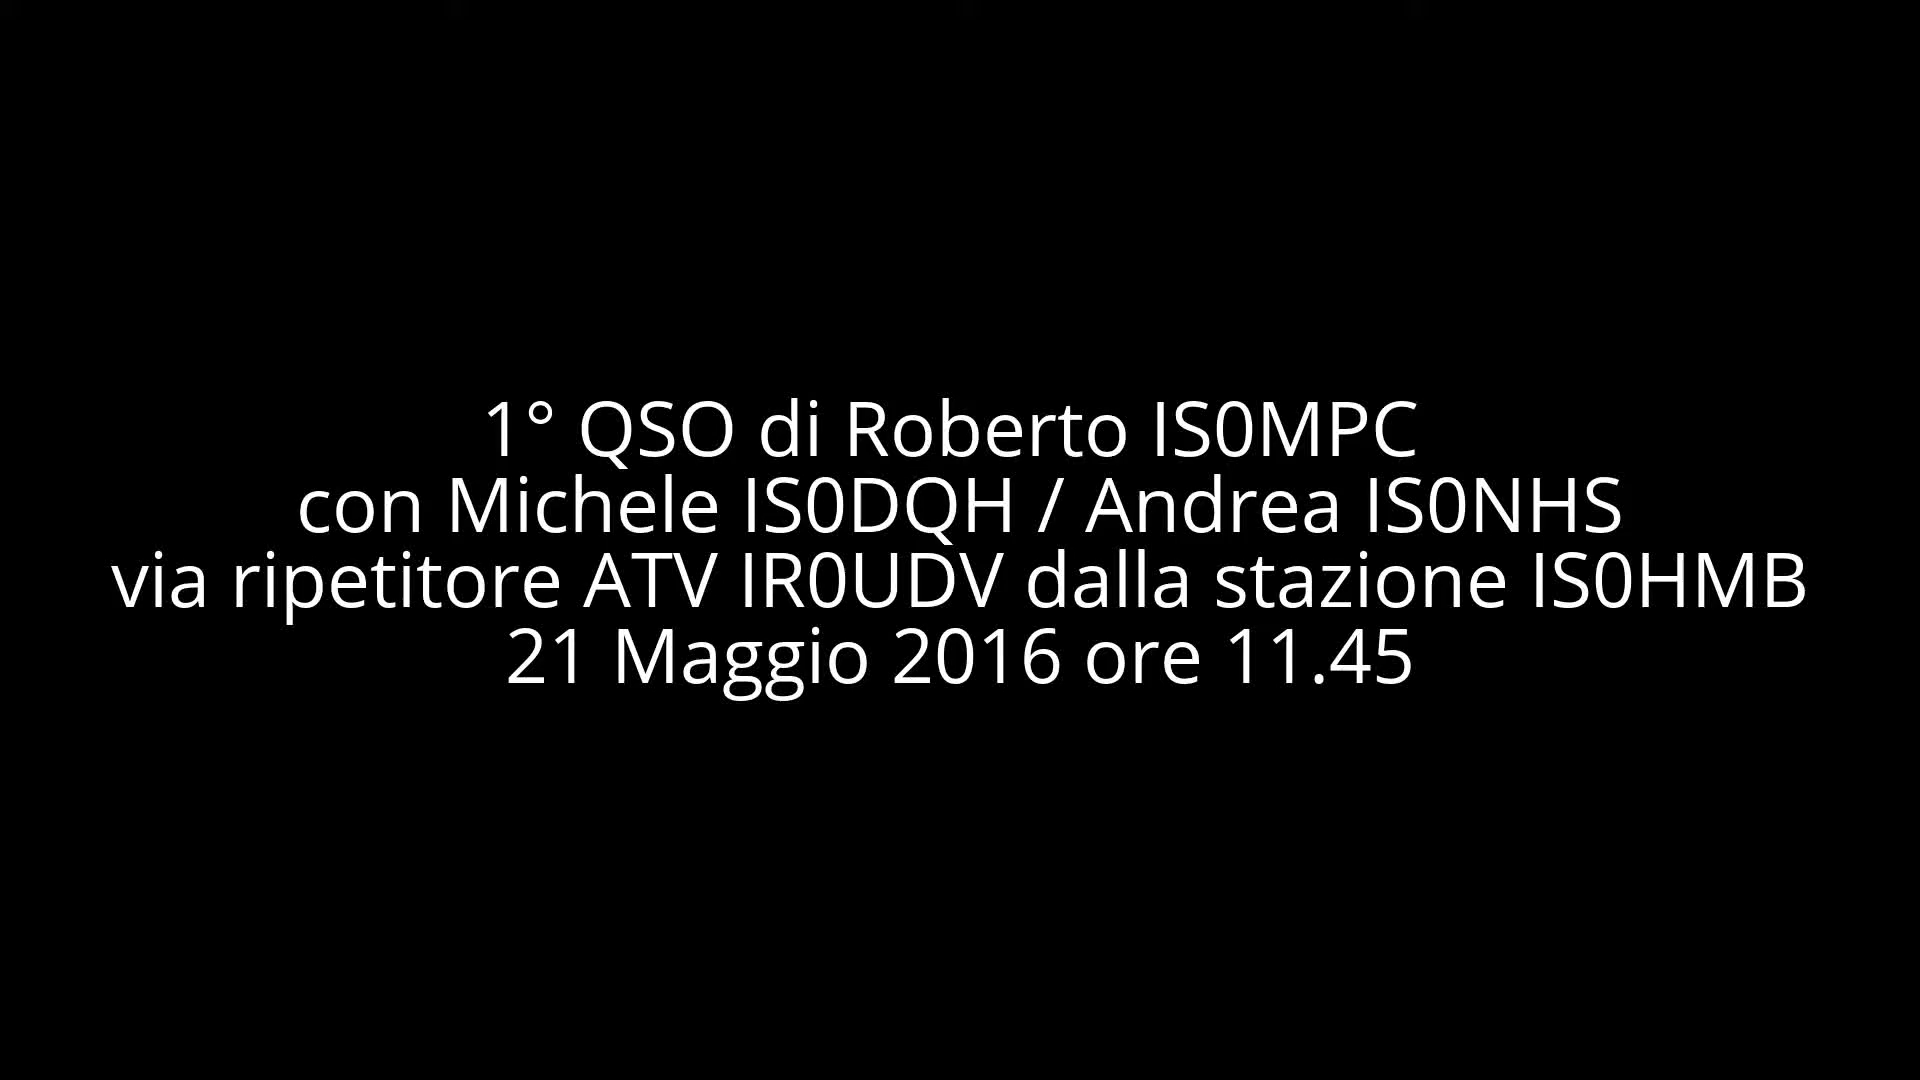 1° QSO di Roberto IS0MPC
con Michele IS0DQH / Andrea IS0NHS
via ripetitore ATV IR0UDV dalla stazione IS0HMB
21 Maggio 2016 ore 11.45